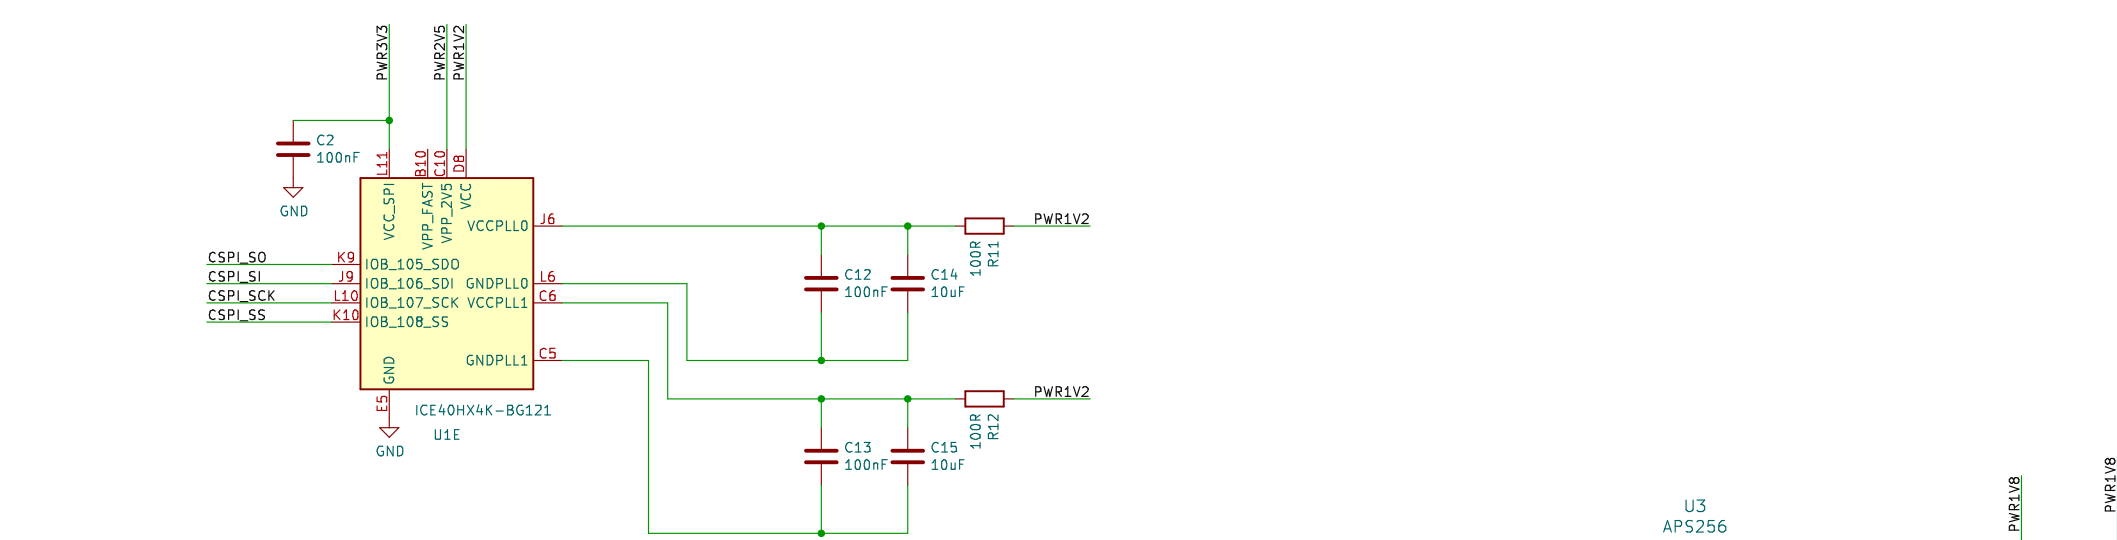 PWR3V3
PWR2V5
PWR1V2
C2
100nF
GND
L11
B10
C10
D8
VCC_SPI
VPP_FAST
VPP_2V5
VCC
VCCPLL0
J6
PWR1V2
100R
R11
CSPI_SO
K9
IOB_105_SDO
CSPI_SI
J9
IOB_106_SDI
GNDPLL0
L6
CSPI_SCK
L10
IOB_107_SCK
VCCPLL1
C6
CSPI_SS
K10
IOB_108_SS
C12
100nF
C14
10uF
GND
GNDPLL1
C5
E5
ICE40HX4K-BG121
U1E
GND
PWR1V2
100R
R12
C13
100nF
C15
10uF
U3
APS256
PWR1V8
PWR1V8